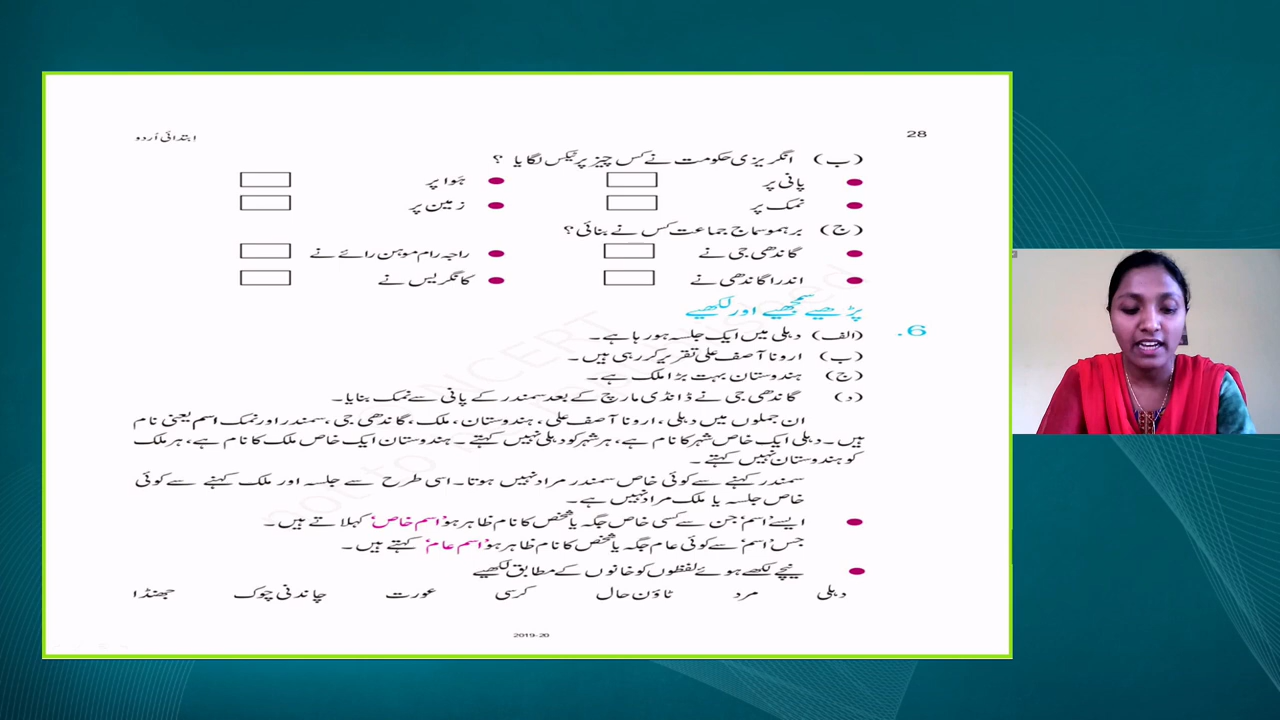 28
ابتدائی اُردو
(ب) انگریزی حکومت نے کس چیز پر ٹیکس لگایا ؟
پانی پر
ہَوا پر
نمک پر
زمین پر
(ج) برہمو سماج جماعت کس نے بنائی؟
گاندھی جی نے
راجہ رام موہن رائے نے
اندرا گاندھی نے
کانگریس نے
6. پڑھیے سمجھیے اور لکھیے
(الف) دہلی میں ایک جلسہ ہو رہا ہے۔
(ب) ارونا آصف علی تقریر کر رہی ہیں۔
(ج) ہندوستان بہت بڑا ملک ہے۔
(د) گاندھی جی نے ڈانڈی مارچ کے بعد سمندر کے پانی سے نمک بنایا۔
ان جملوں میں دہلی، ارونا آصف علی، ہندوستان، ملک، گاندھی جی، سمندر اور نمک اسم یعنی نام
ہیں۔ دہلی ایک خاص شہر کا نام ہے، ہر شہر کو دہلی نہیں کہتے۔ ہندوستان ایک خاص ملک کا نام ہے، ہر ملک
کو ہندوستان نہیں کہتے۔
سمندر کہنے سے کوئی خاص سمندر مراد نہیں ہوتا۔ اسی طرح سے جلسہ اور ملک کہنے سے کوئی
خاص جلسہ یا ملک مراد نہیں ہے۔
ایسے 'اسم' جن سے کسی خاص جگہ یا شخص کا نام ظاہر ہو 'اسم خاص' کہلاتے ہیں۔
جس 'اسم' سے کوئی عام جگہ یا شخص کا نام ظاہر ہو 'اسم عام' کہتے ہیں۔
نیچے لکھے ہوئے لفظوں کو خانوں کے مطابق لکھیے
دہلی مرد ٹاؤن حال کرسی عورت چاندنی چوک جھنڈا
2019-20